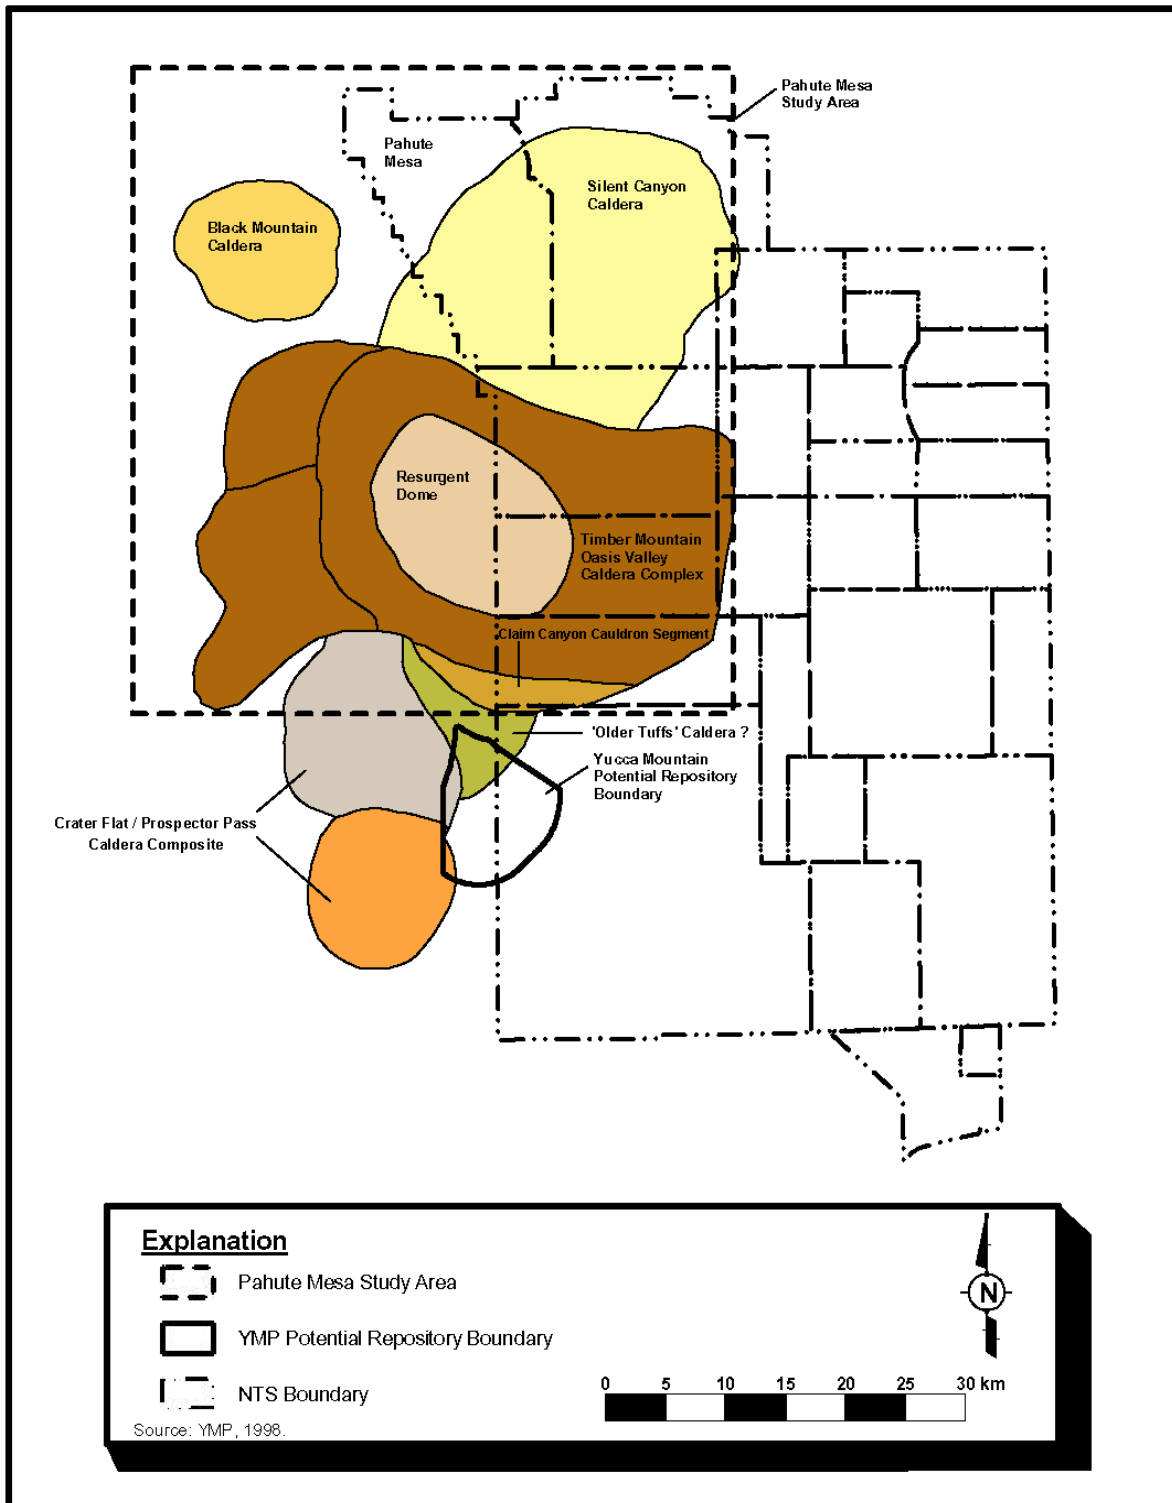 Pahute Mesa
Study Area
Pahute
Mesa
Silent Canyon
Caldera
Black Mountain
Caldera
Resurgent
Dome
Timber Mountain
Oasis Valley
Caldera Complex
Claim Canyon Cauldron Segment
'Older Tuffs' Caldera ?
Yucca Mountain
Potential Repository
Boundary
Crater Flat / Prospector Pass
Caldera Composite
Explanation
Pahute Mesa Study Area
YMP Potential Repository Boundary
NTS Boundary
Source: YMP, 1998.
N
0 5 10 15 20 25 30 km